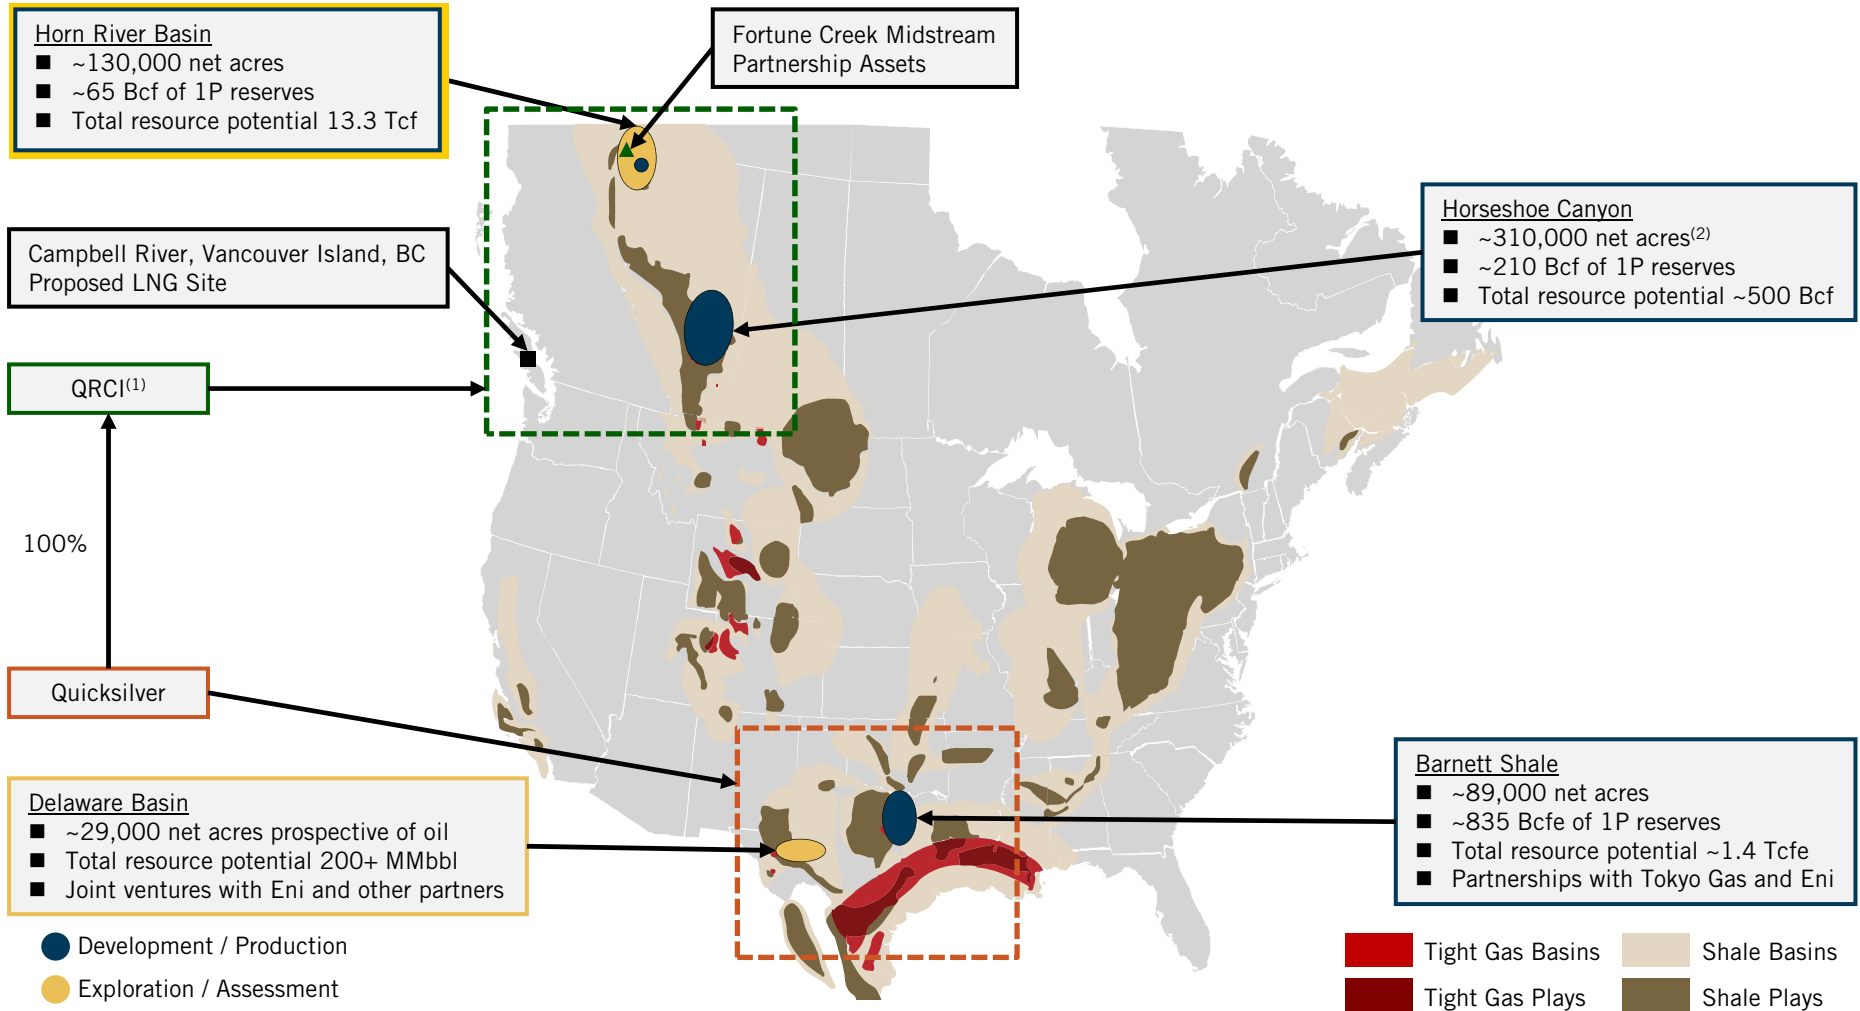 Horn River Basin
■ ~130,000 net acres
■ ~65 Bcf of 1P reserves
■ Total resource potential 13.3 Tcf
Fortune Creek Midstream
Partnership Assets
Campbell River, Vancouver Island, BC
Proposed LNG Site
Horseshoe Canyon
■ ~310,000 net acres(2)
■ ~210 Bcf of 1P reserves
■ Total resource potential ~500 Bcf
QRCI(1)
100%
Quicksilver
Delaware Basin
■ ~29,000 net acres prospective of oil
■ Total resource potential 200+ MMbbl
■ Joint ventures with Eni and other partners
Barnett Shale
■ ~89,000 net acres
■ ~835 Bcfe of 1P reserves
■ Total resource potential ~1.4 Tcfe
■ Partnerships with Tokyo Gas and Eni
Development / Production
Exploration / Assessment
Tight Gas Basins
Shale Basins
Tight Gas Plays
Shale Plays